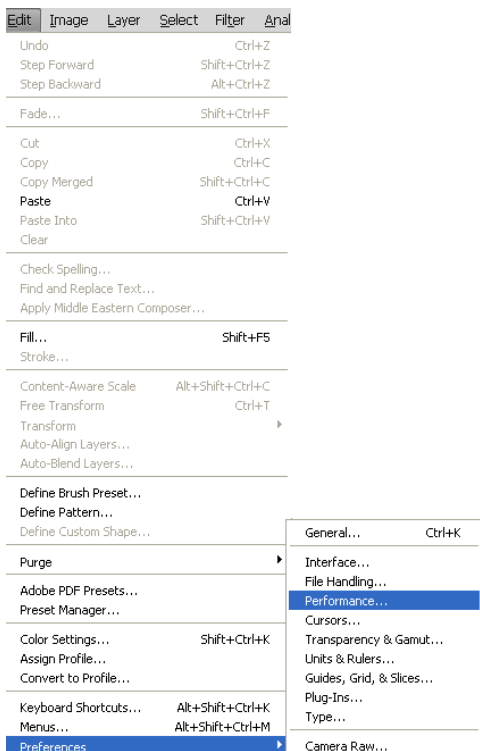 Edit Image Layer Select Filter Anal
Undo Ctrl+Z
Step Forward Shift+Ctrl+Z
Step Backward Alt+Ctrl+Z
Fade... Shift+Ctrl+F
Cut Ctrl+X
Copy Ctrl+C
Copy Merged Shift+Ctrl+C
Paste Ctrl+V
Paste Into Shift+Ctrl+V
Clear
Check Spelling...
Find and Replace Text...
Apply Middle Eastern Composer...
Fill... Shift+F5
Stroke...
Content-Aware Scale Alt+Shift+Ctrl+C
Free Transform Ctrl+T
Transform
Auto-Align Layers...
Auto-Blend Layers...
Define Brush Preset...
Define Pattern...
Define Custom Shape...
Purge
Adobe PDF Presets...
Preset Manager...
Color Settings... Shift+Ctrl+K
Assign Profile...
Convert to Profile...
Keyboard Shortcuts... Alt+Shift+Ctrl+K
Menus... Alt+Shift+Ctrl+M
Preferences
General... Ctrl+K
Interface...
File Handling...
Performance...
Cursors...
Transparency & Gamut...
Units & Rulers...
Guides, Grid, & Slices...
Plug-Ins...
Type...
Camera Raw...